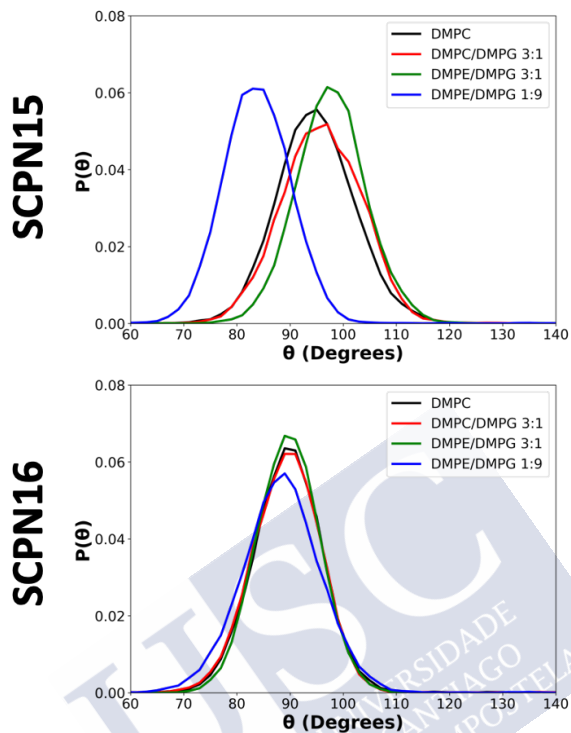 SCPN15
P(θ)
0.08
0.06
0.04
0.02
0.00
DMPC
DMPC/DMPG 3:1
DMPE/DMPG 3:1
DMPE/DMPG 1:9
60 70 80 90 100 110 120 130 140
θ (Degrees)
SCPN16
P(θ)
0.08
0.06
0.04
0.02
0.00
DMPC
DMPC/DMPG 3:1
DMPE/DMPG 3:1
DMPE/DMPG 1:9
60 70 80 90 100 110 120 130 140
θ (Degrees)
USC